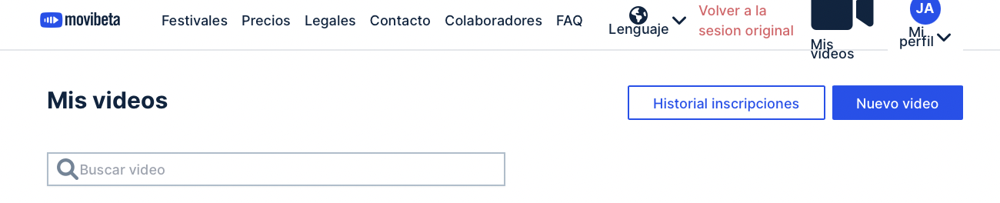 movibeta
Festivales
Precios
Legales
Contacto
Colaboradores
FAQ
Lenguaje
Volver a la
sesion original
Mis
videos
JA
Mi
perfil
Mis videos
Historial inscripciones
Nuevo video
Buscar video